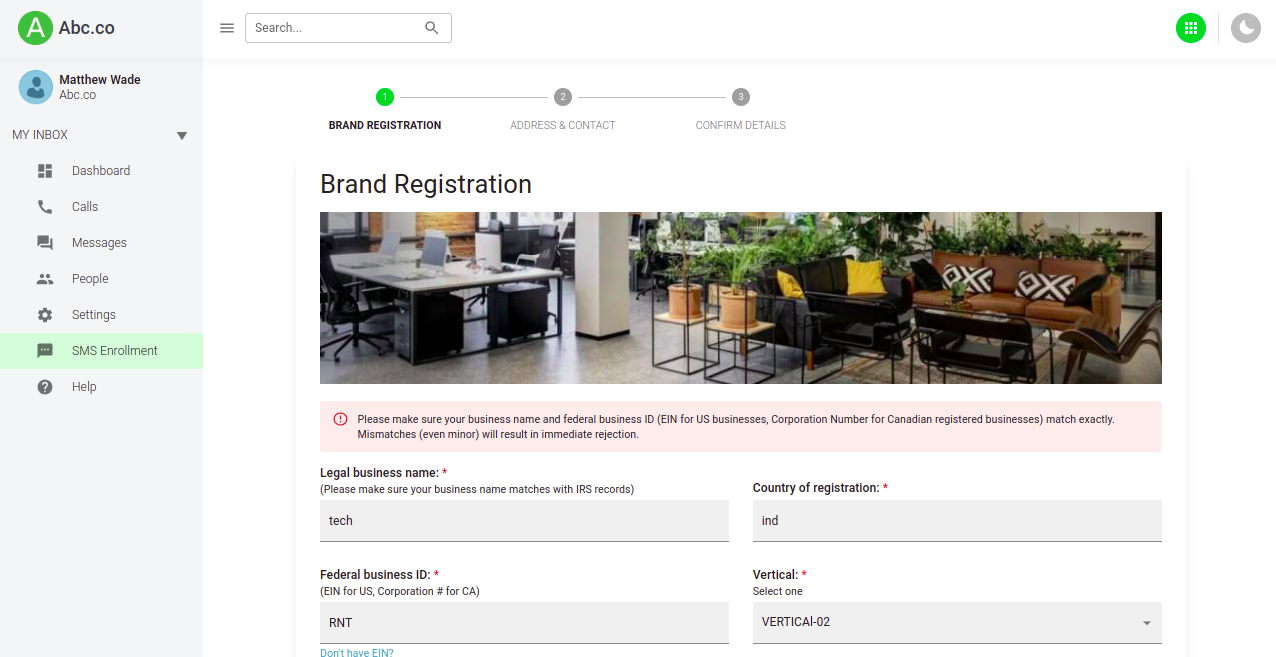 A Abc.co
Search...
Matthew Wade
Abc.co
MY INBOX
Dashboard
Calls
Messages
People
Settings
SMS Enrollment
Help
1
2
3
BRAND REGISTRATION
ADDRESS & CONTACT
CONFIRM DETAILS
Brand Registration
Please make sure your business name and federal business ID (EIN for US businesses, Corporation Number for Canadian registered businesses) match exactly.
Mismatches (even minor) will result in immediate rejection.
Legal business name: *
(Please make sure your business name matches with IRS records)
tech
Country of registration: *
ind
Federal business ID: *
(EIN for US, Corporation # for CA)
RNT
Don't have EIN?
Vertical: *
Select one
VERTICAl-02